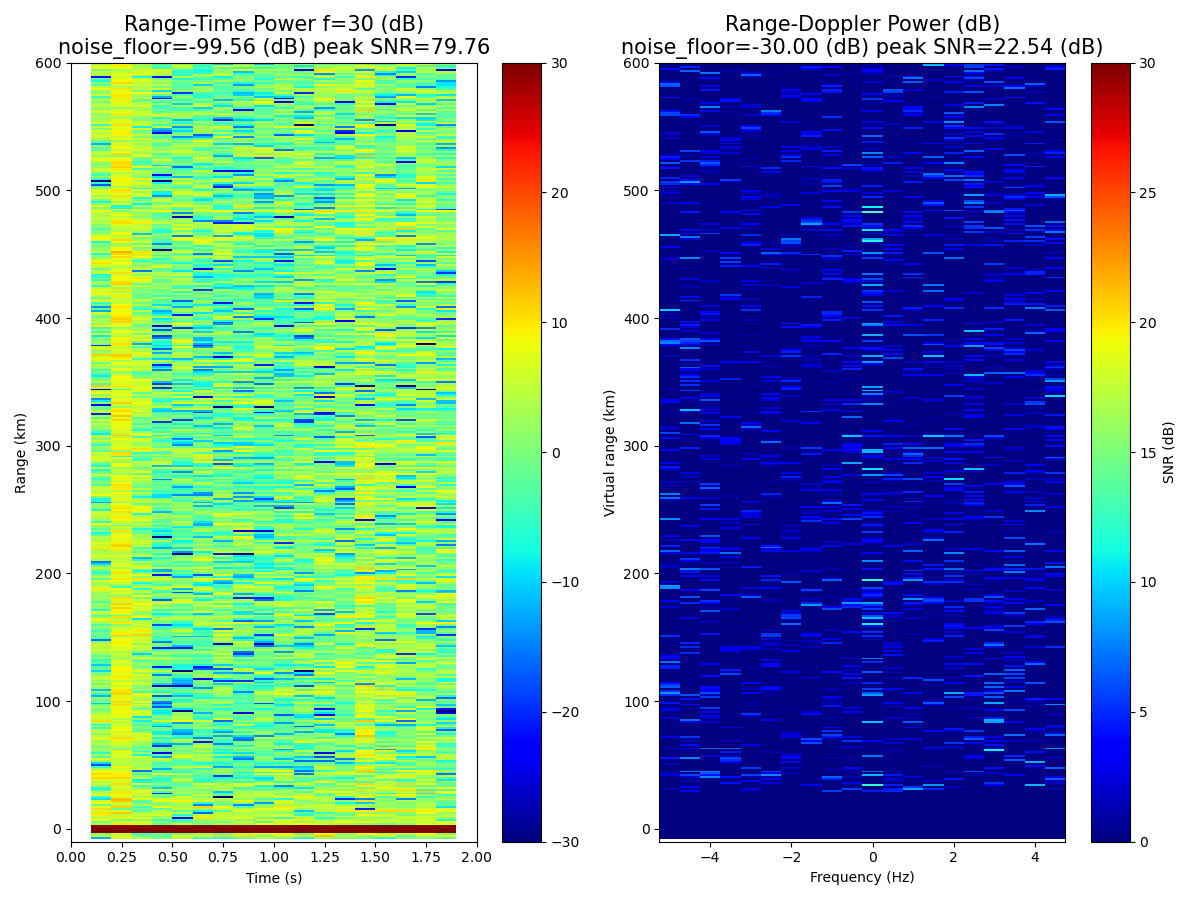 Range-Time Power f=30 (dB)
noise_floor=-99.56 (dB) peak SNR=79.76
Range-Doppler Power (dB)
noise_floor=-30.00 (dB) peak SNR=22.54 (dB)
600
500
400
300
200
100
0
Range (km)
0.00 0.25 0.50 0.75 1.00 1.25 1.50 1.75 2.00
Time (s)
30
20
10
0
−10
−20
−30
600
500
400
300
200
100
0
Virtual range (km)
−4 −2 0 2 4
Frequency (Hz)
30
25
20
15
10
5
0
SNR (dB)